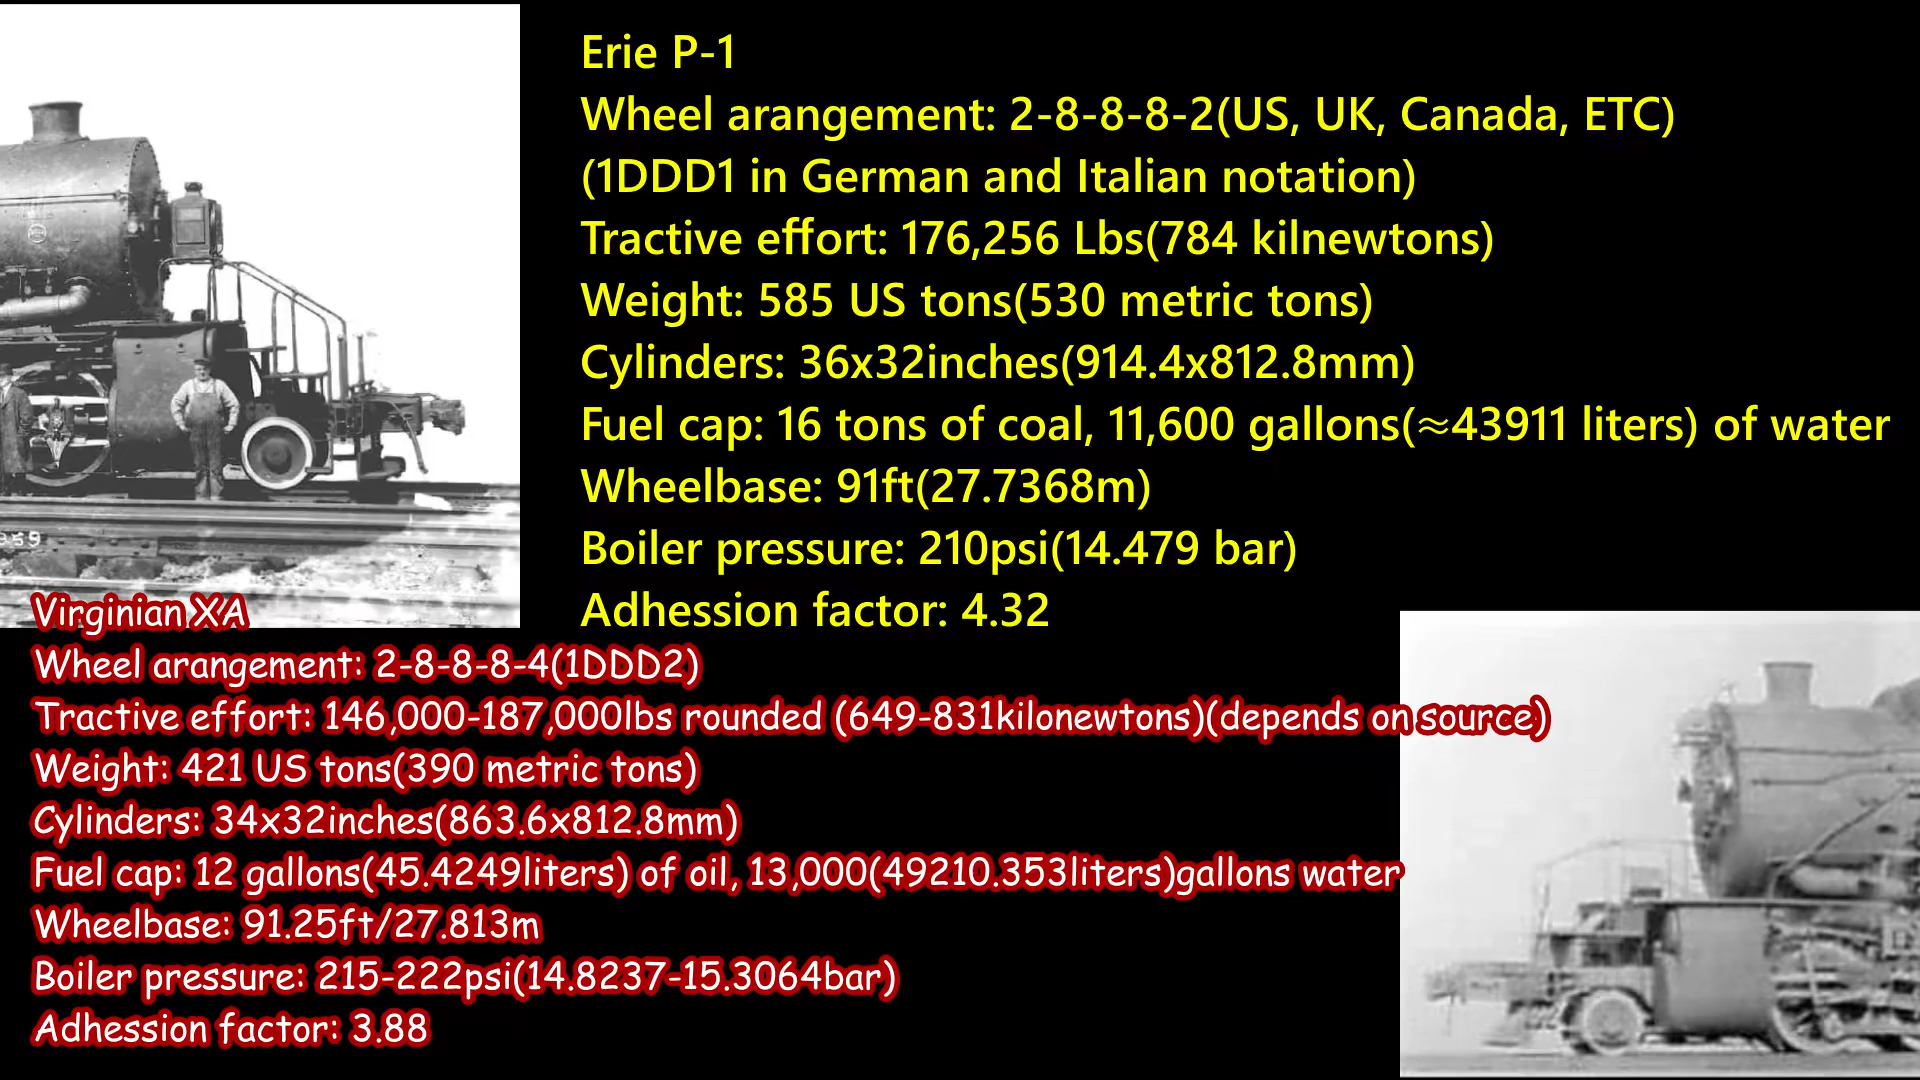 Erie P-1
Wheel arangement: 2-8-8-8-2(US, UK, Canada, ETC)
(1DDD1 in German and Italian notation)
Tractive effort: 176,256 Lbs(784 kilnewtons)
Weight: 585 US tons(530 metric tons)
Cylinders: 36x32inches(914.4x812.8mm)
Fuel cap: 16 tons of coal, 11,600 gallons(≈43911 liters) of water
Wheelbase: 91ft(27.7368m)
Boiler pressure: 210psi(14.479 bar)
Adhession factor: 4.32
Virginian XA
Wheel arangement: 2-8-8-8-4(1DDD2)
Tractive effort: 146,000-187,000lbs rounded (649-831kilonewtons)(depends on source)
Weight: 421 US tons(390 metric tons)
Cylinders: 34x32inches(863.6x812.8mm)
Fuel cap: 12 gallons(45.4249liters) of oil, 13,000(49210.353liters)gallons water
Wheelbase: 91.25ft/27.813m
Boiler pressure: 215-222psi(14.8237-15.3064bar)
Adhession factor: 3.88